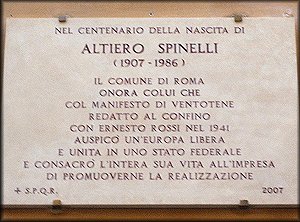 NEL CENTENARIO DELLA NASCITA DI
ALTIERO SPINELLI
(1907 - 1986)
IL COMUNE DI ROMA
ONORA COLUI CHE
COL MANIFESTO DI VENTOTENE
REDATTO AL CONFINO
CON ERNESTO ROSSI NEL 1941
AUSPICÒ UN'EUROPA LIBERA
E UNITA IN UNO STATO FEDERALE
E CONSACRÒ L'INTERA SUA VITA ALL'IMPRESA
DI PROMUOVERNE LA REALIZZAZIONE
+ S.P.Q.R. 2007